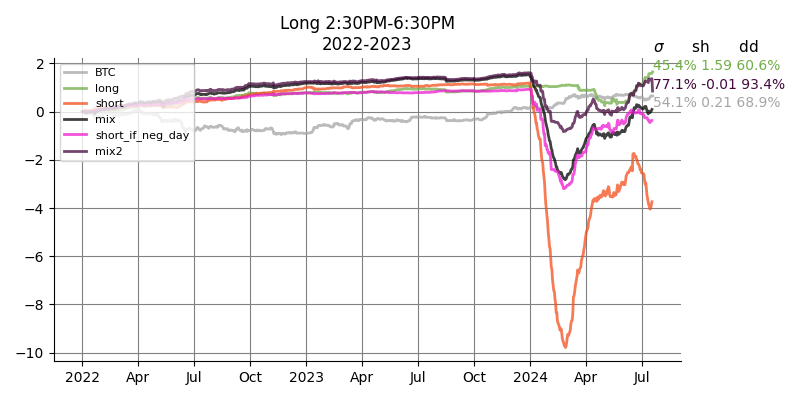 Long 2:30PM-6:30PM
2022-2023
σ sh dd
45.4% 1.59 60.6%
77.1% -0.01 93.4%
54.1% 0.21 68.9%
BTC
long
short
mix
short_if_neg_day
mix2
2
0
−2
−4
−6
−8
−10
2022 Apr Jul Oct 2023 Apr Jul Oct 2024 Apr Jul